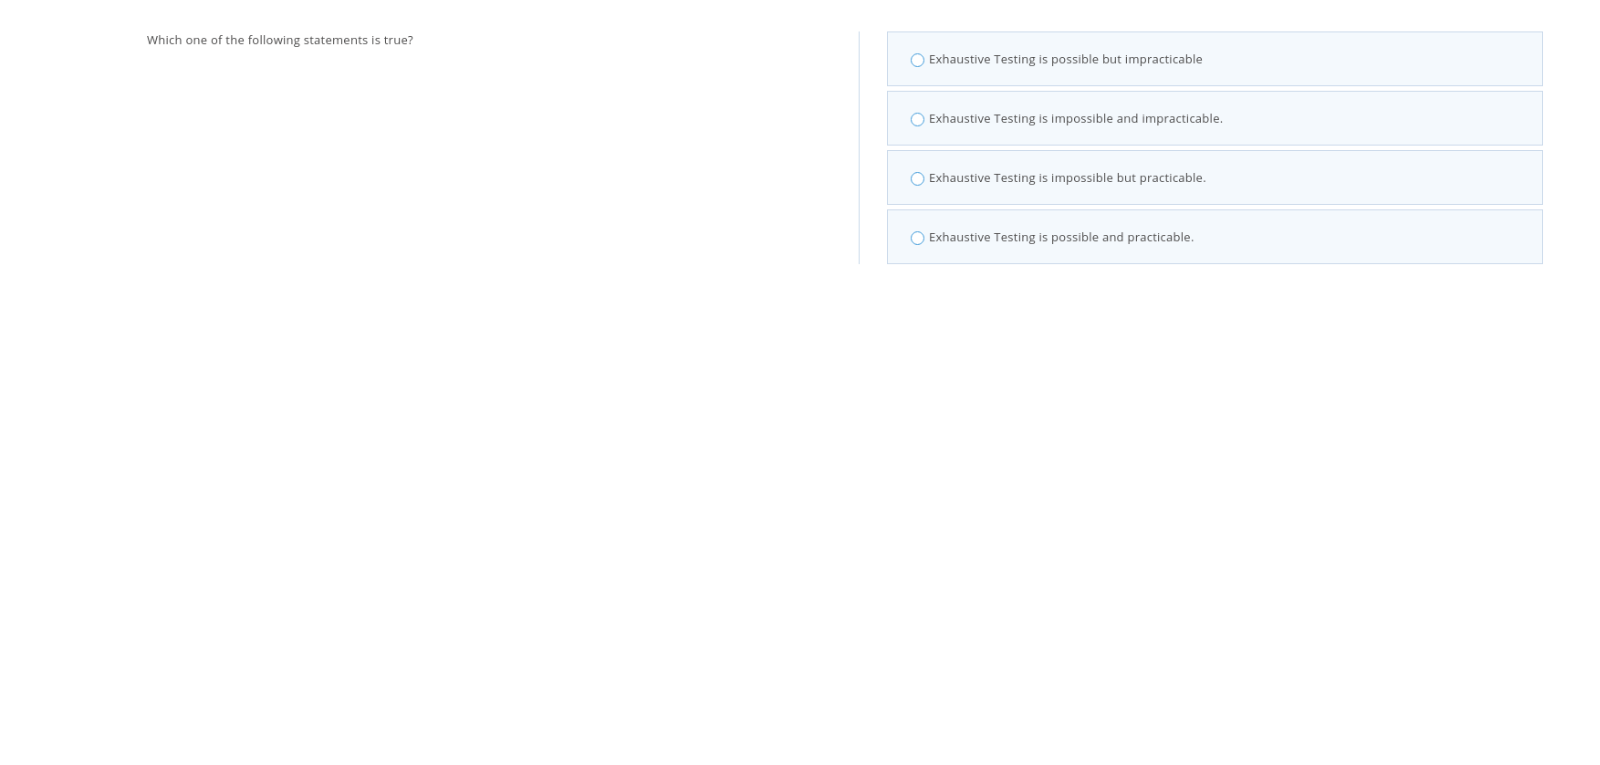 Which one of the following statements is true?
Exhaustive Testing is possible but impracticable
Exhaustive Testing is impossible and impracticable.
Exhaustive Testing is impossible but practicable.
Exhaustive Testing is possible and practicable.